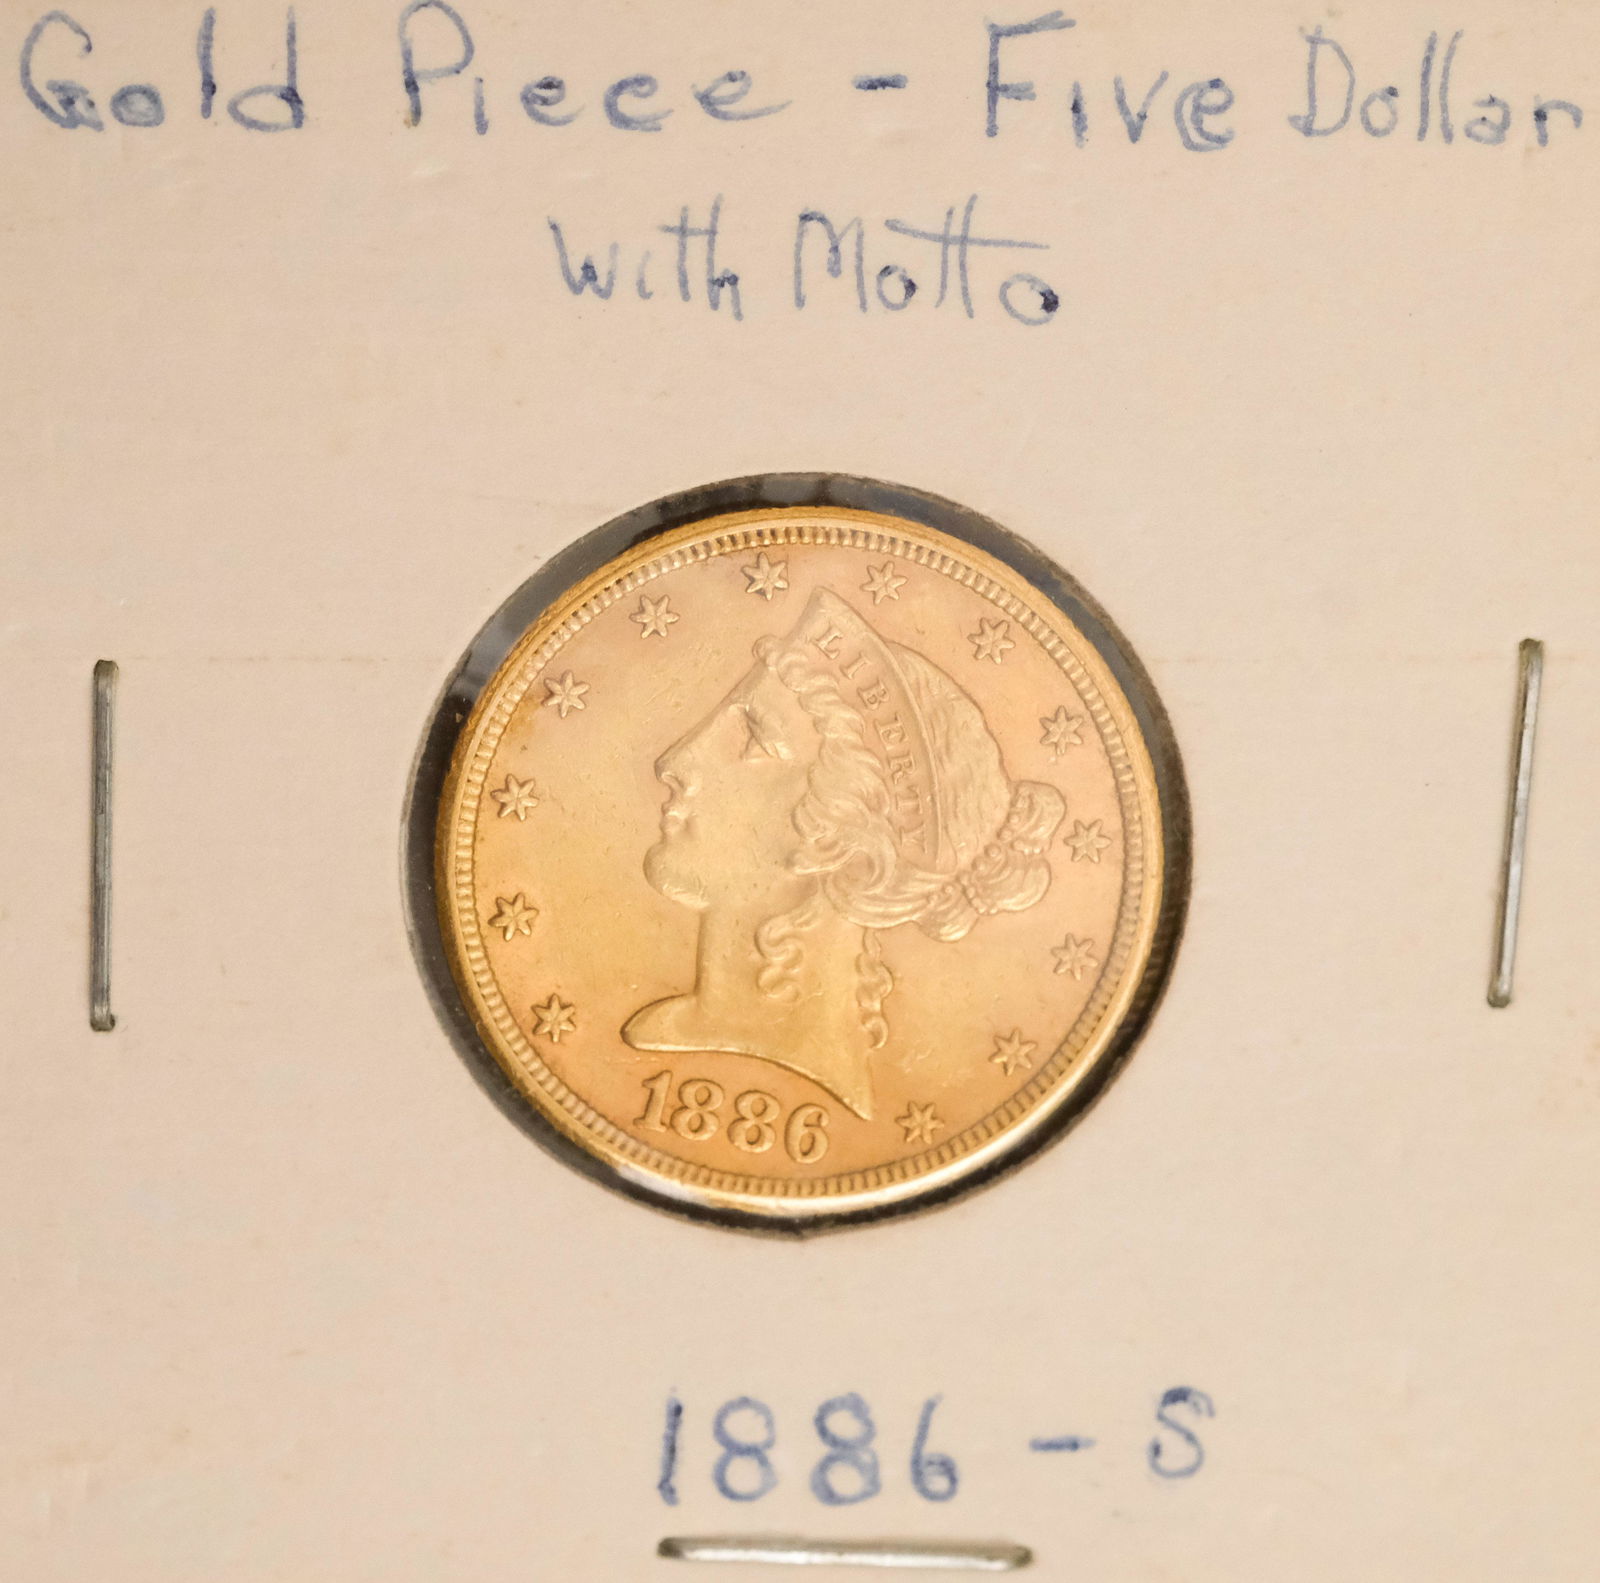 Gold Piece - Five Dollar
With Motto
LIBERTY
1886
1886 - S